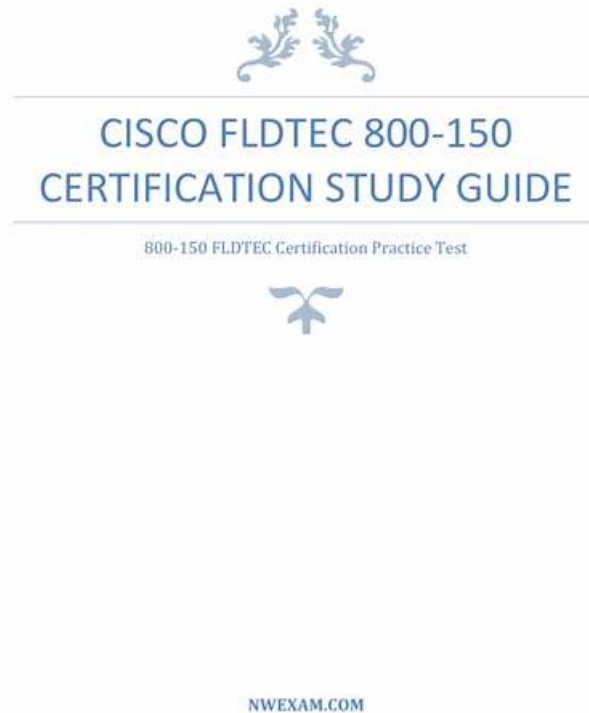 CISCO FLDTEC 800-150
CERTIFICATION STUDY GUIDE
800-150 FLDTEC Certification Practice Test
NWEXAM.COM